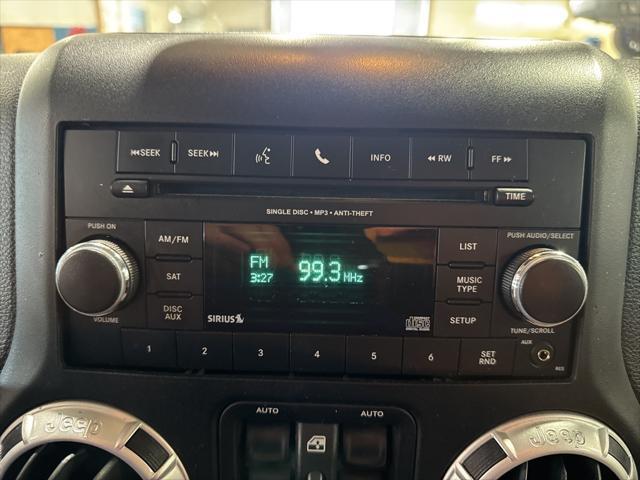 SEEK SEEK INFO RW FF
TIME
SINGLE DISC • MP3 • ANTI-THEFT
PUSH ON
VOLUME
AM/FM
SAT
DISC
AUX
FM 99.3 MHz
3:27
SIRIUS
LIST
MUSIC
TYPE
SETUP
PUSH AUDIO/SELECT
TUNE/SCROLL
1 2 3 4 5 6 SET
RND
AUX
AUTO AUTO
Jeep Jeep